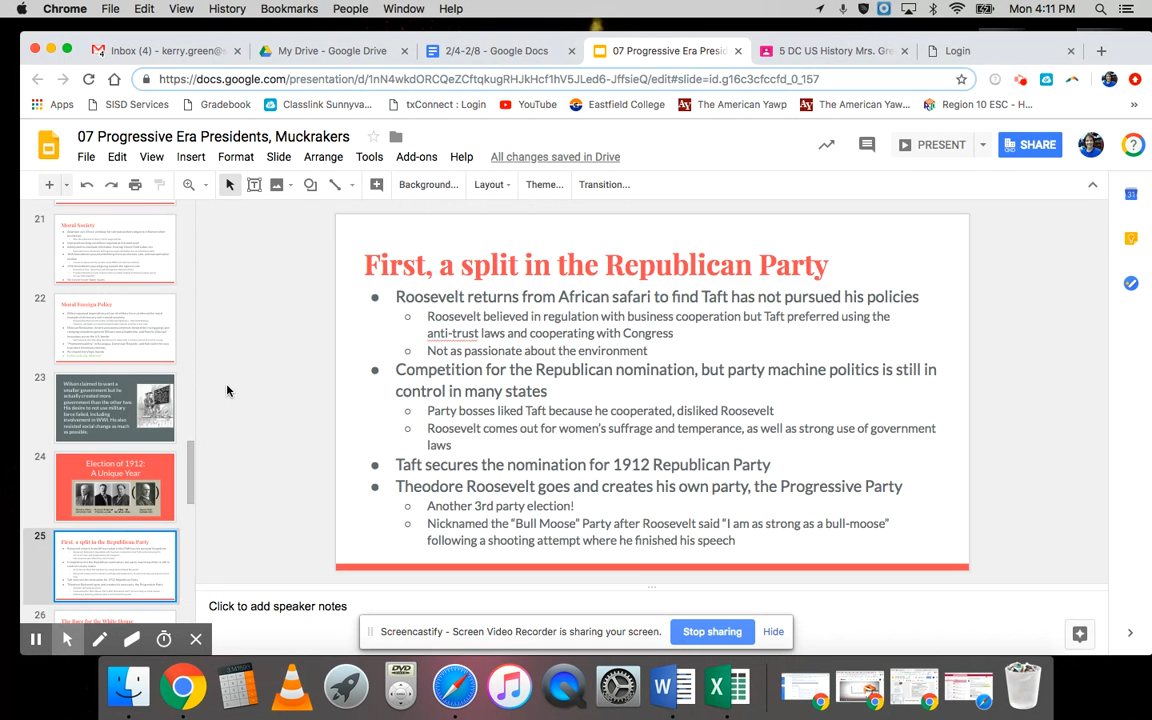 Chrome File Edit View History Bookmarks People Window Help Mon 4:11 PM
Inbox (4) - kerry.green@s
My Drive - Google Drive
2/4-2/8 - Google Docs
07 Progressive Era Presid
5 DC US History Mrs. Gre
Login
https://docs.google.com/presentation/d/1nN4wkdORCQeZCftqkugRHJkHcf1hV5JLed6-JffsieQ/edit#slide=id.g16c3cfccfd_0_157
Apps SISD Services Gradebook Classlink Sunnyva... txConnect : Login YouTube Eastfield College The American Yawp The American Yaw... Region 10 ESC - H...
07 Progressive Era Presidents, Muckrakers
File Edit View Insert Format Slide Arrange Tools Add-ons Help All changes saved in Drive
PRESENT
SHARE
Background... Layout Theme... Transition...
31
21
Moral Society
22
Moral Foreign Policy
23
Wilson claimed to want a
smaller government but he
actually created more
government than the other two.
His desire to not use military
force failed, including
involvement in WWI. He also
resisted social change as much
as possible.
24
Election of 1912:
A Unique Year
25
First, a split in the Republican Party
26
The Race for the White House
First, a split in the Republican Party
● Roosevelt returns from African safari to find Taft has not pursued his policies
○ Roosevelt believed in regulation with business cooperation but Taft preferred using the
anti-trust laws and cooperating with Congress
○ Not as passionate about the environment
● Competition for the Republican nomination, but party machine politics is still in
control in many states
○ Party bosses liked Taft because he cooperated, disliked Roosevelt
○ Roosevelt comes out for women's suffrage and temperance, as well as strong use of government
laws
● Taft secures the nomination for 1912 Republican Party
● Theodore Roosevelt goes and creates his own party, the Progressive Party
○ Another 3rd party election!
○ Nicknamed the "Bull Moose" Party after Roosevelt said "I am as strong as a bull-moose"
following a shooting attempt where he finished his speech
Click to add speaker notes
Screencastify - Screen Video Recorder is sharing your screen. Stop sharing Hide